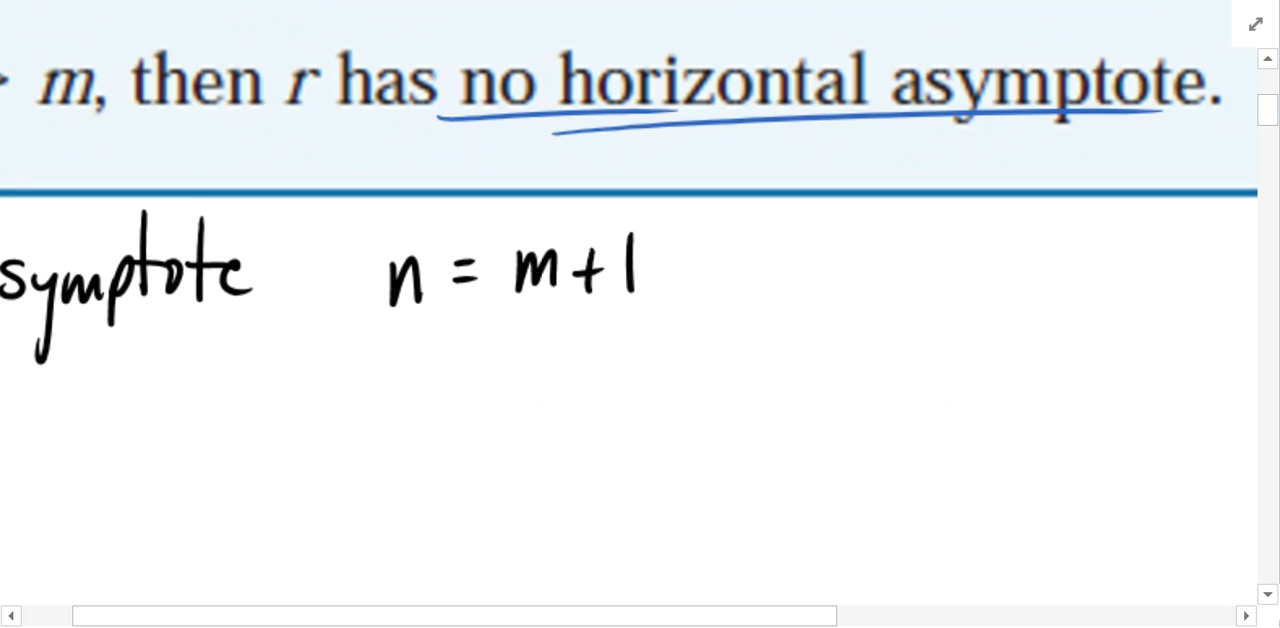 m, then r has no horizontal asymptote.
symptote n = m + 1